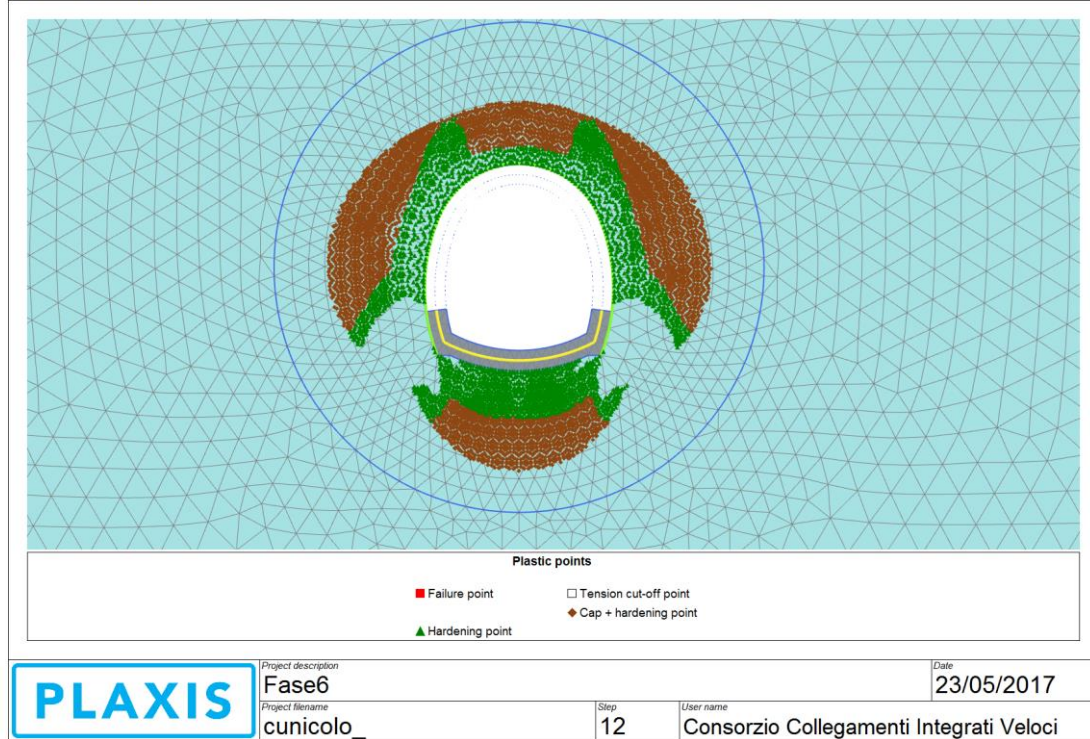 Plastic points
Failure point
Tension cut-off point
Cap + hardening point
Hardening point
PLAXIS
Project description
Fase6
Date
23/05/2017
Project filename
cunicolo_
Step
12
User name
Consorzio Collegamenti Integrati Veloci